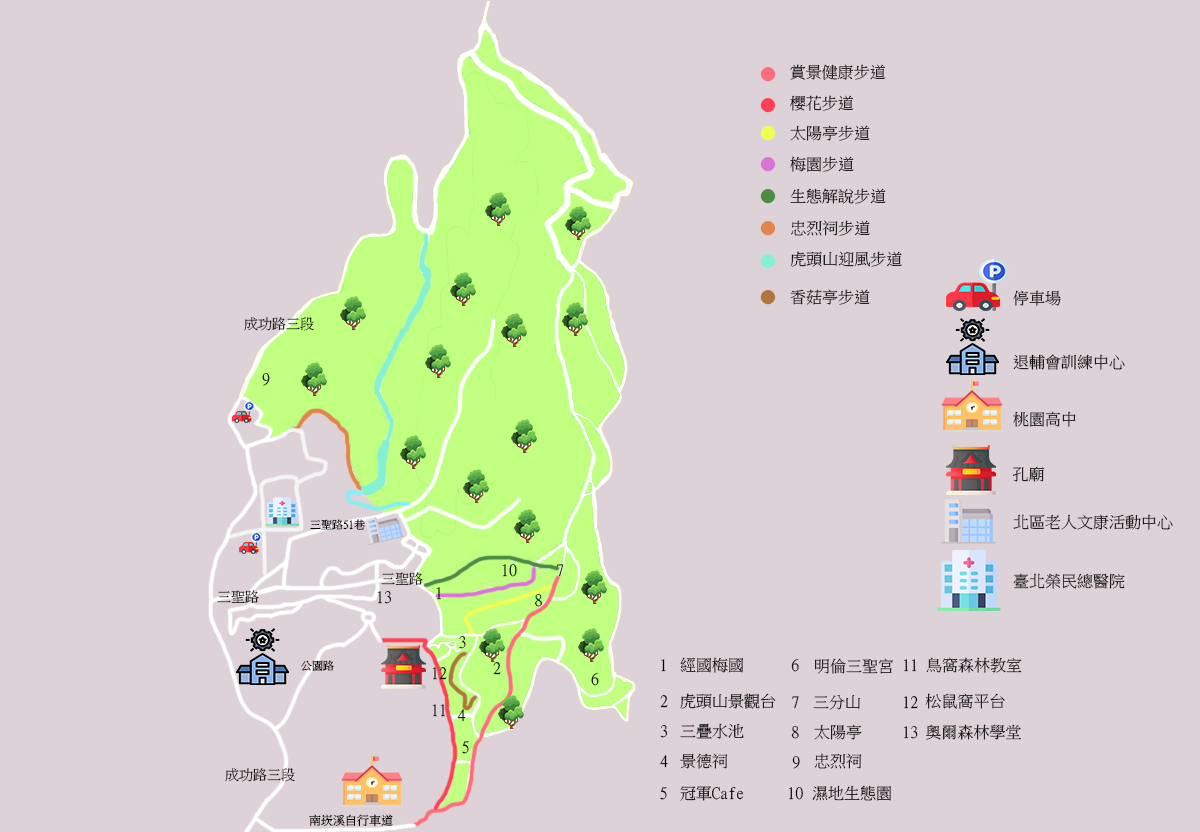 賞景健康步道
櫻花步道
太陽亭步道
梅園步道
生態解說步道
忠烈祠步道
虎頭山迎風步道
香菇亭步道
P
停車場
退輔會訓練中心
桃園高中
孔廟
北區老人文康活動中心
臺北榮民總醫院
成功路三段
9
P
三聖路51巷
P
三聖路
三聖路
13
10
7
1
8
3
2
12
11
4
5
6
公園路
成功路三段
南崁溪自行車道
1 經國梅國
2 虎頭山景觀台
3 三疊水池
4 景德祠
5 冠軍Cafe
6 明倫三聖宮
7 三分山
8 太陽亭
9 忠烈祠
10 濕地生態園
11 鳥窩森林教室
12 松鼠窩平台
13 奧爾森林學堂